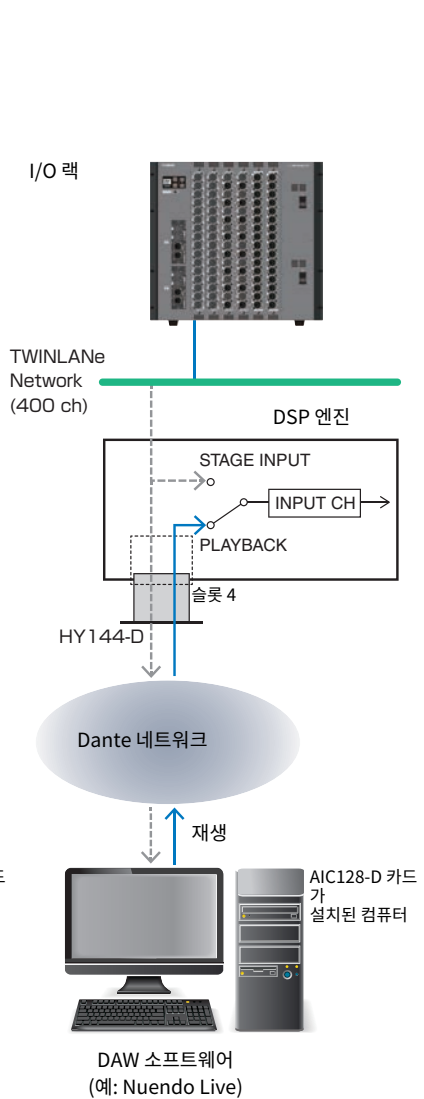 I/O 랙
TWINLANe
Network
(400 ch)
DSP 엔진
STAGE INPUT
INPUT CH
PLAYBACK
슬롯 4
HY144-D
Dante 네트워크
재생
드
AIC128-D 카드
가
설치된 컴퓨터
DAW 소프트웨어
(예: Nuendo Live)